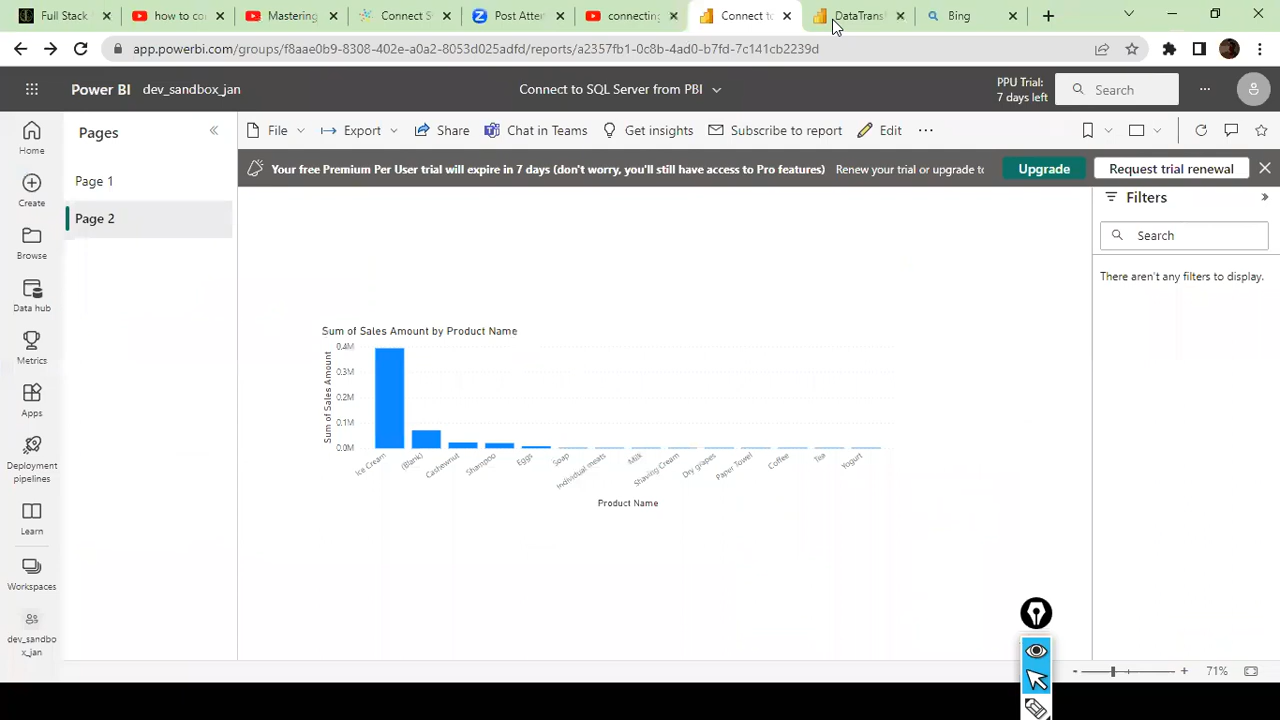 Full Stack
how to co
Mastering
Connect S
Post Atte
connecting
Connect to
DataTrans
Bing
app.powerbi.com/groups/f8aae0b9-8308-402e-a0a2-8053d025adfd/reports/a2357fb1-0c8b-4ad0-b7fd-7c141cb2239d
Power BI dev_sandbox_jan
Connect to SQL Server from PBI
PPU Trial:
7 days left
Search
Pages
File
Export
Share
Chat in Teams
Get insights
Subscribe to report
Edit
Your free Premium Per User trial will expire in 7 days (don't worry, you'll still have access to Pro features) Renew your trial or upgrade to
Upgrade
Request trial renewal
Home
Create
Browse
Data hub
Metrics
Apps
Deployment
pipelines
Learn
Workspaces
dev_sandbo
x_jan
Page 1
Page 2
Filters
Search
There aren't any filters to display.
Sum of Sales Amount by Product Name
Sum of Sales Amount
0.4M
0.3M
0.2M
0.1M
0.0M
Ice Cream
(Blank)
Cashewnut
Shampoo
Eggs
Soap
Individual meats
Milk
Shaving Cream
Dry grapes
Paper Towel
Coffee
Tea
Yogurt
Product Name
71%